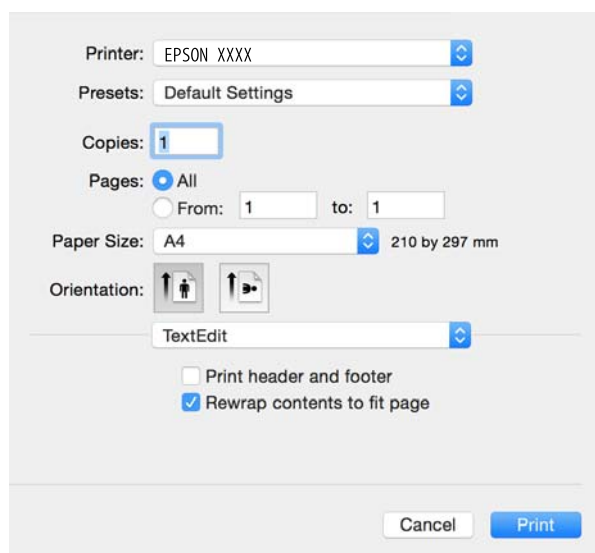 Printer: EPSON XXXX
Presets: Default Settings
Copies: 1
Pages: All
From: 1 to: 1
Paper Size: A4 210 by 297 mm
Orientation:
TextEdit
Print header and footer
Rewrap contents to fit page
Cancel Print